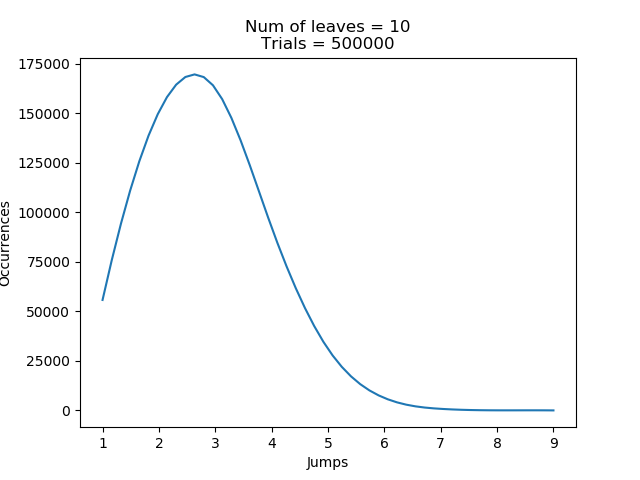 Num of leaves = 10
Trials = 500000
175000
150000
125000
100000
75000
50000
25000
0
Occurrences
1 2 3 4 5 6 7 8 9
Jumps